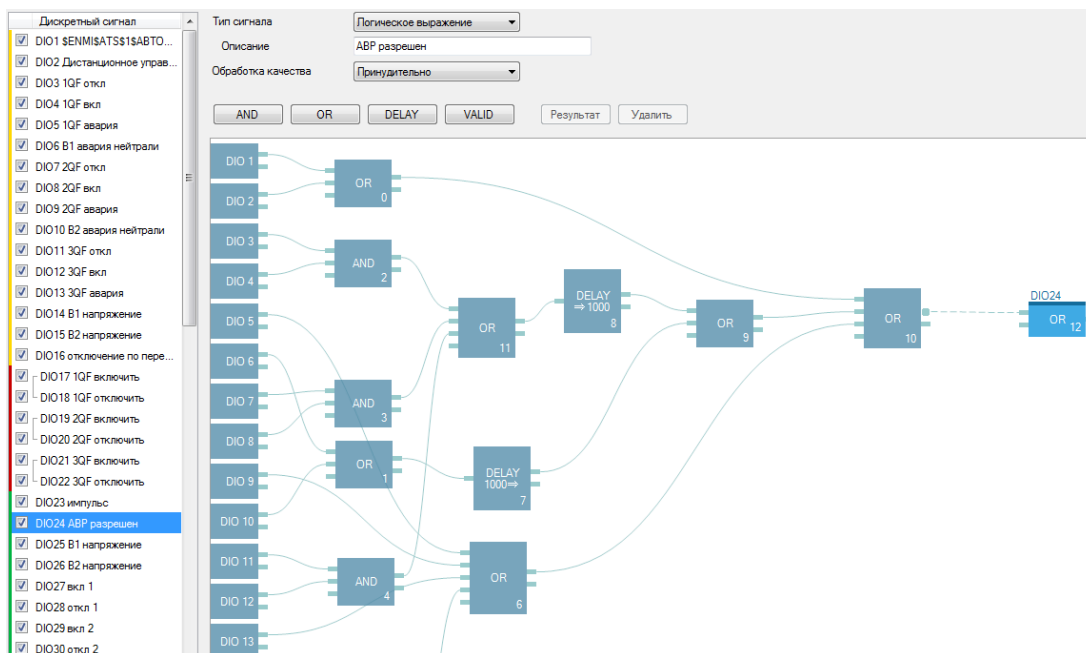 Дискретный сигнал
DIO1 $ENMI$ATS$1$АВТО...
DIO2 Дистанционное управ...
DIO3 1QF откл
DIO4 1QF вкл
DIO5 1QF авария
DIO6 B1 авария нейтрали
DIO7 2QF откл
DIO8 2QF вкл
DIO9 2QF авария
DIO10 B2 авария нейтрали
DIO11 3QF откл
DIO12 3QF вкл
DIO13 3QF авария
DIO14 B1 напряжение
DIO15 B2 напряжение
DIO16 отключение по пере...
DIO17 1QF включить
DIO18 1QF отключить
DIO19 2QF включить
DIO20 2QF отключить
DIO21 3QF включить
DIO22 3QF отключить
DIO23 импульс
DIO24 АВР разрешен
DIO25 B1 напряжение
DIO26 B2 напряжение
DIO27 вкл 1
DIO28 откл 1
DIO29 вкл 2
DIO30 откл 2
Тип сигнала
Логическое выражение
Описание
АВР разрешен
Обработка качества
Принудительно
AND
OR
DELAY
VALID
Результат
Удалить
DIO 1
DIO 2
DIO 3
DIO 4
DIO 5
DIO 6
DIO 7
DIO 8
DIO 9
DIO 10
DIO 11
DIO 12
DIO 13
OR
0
AND
2
AND
3
OR
1
AND
4
OR
11
DELAY
1000⇒
7
OR
6
DELAY
⇒1000
8
OR
9
OR
10
DIO24
OR
12